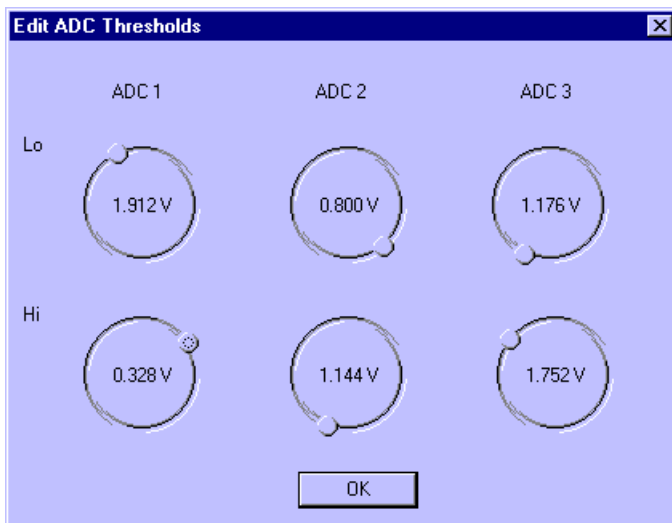 Edit ADC Thresholds
ADC 1 ADC 2 ADC 3
Lo
1.912 V 0.800 V 1.176 V
Hi
0.328 V 1.144 V 1.752 V
OK